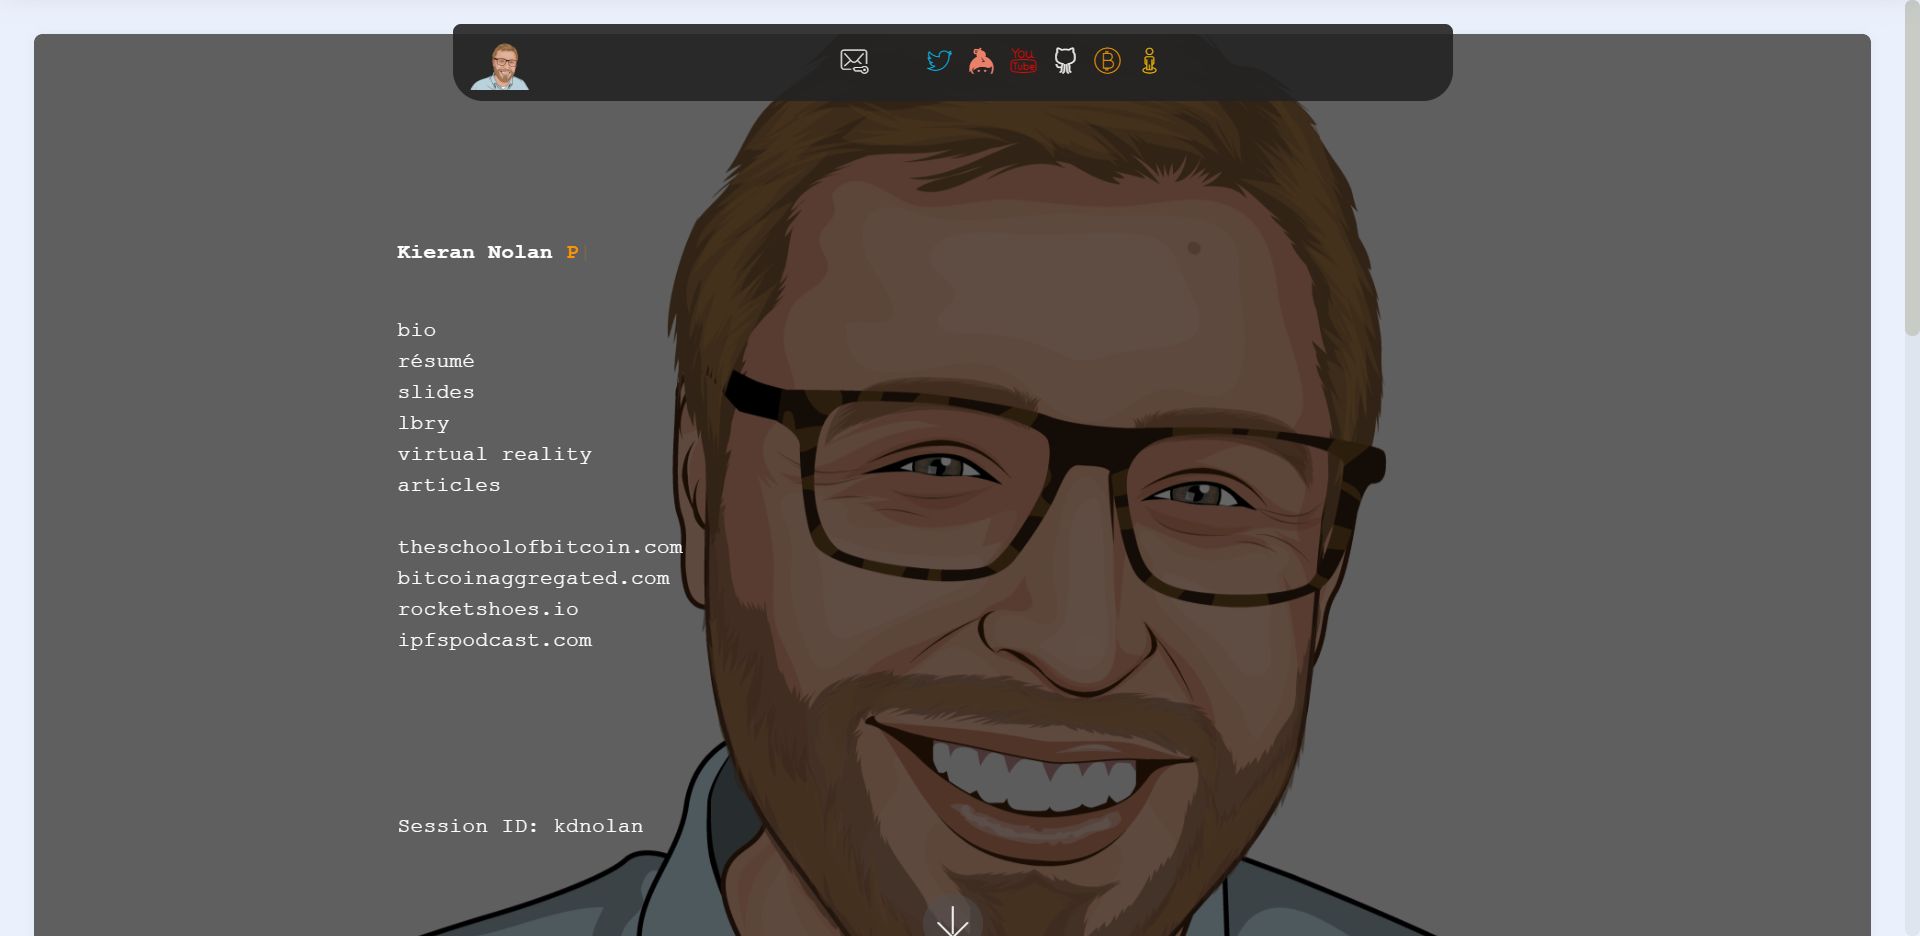 You
Tube
Kieran Nolan P
bio
résumé
slides
lbry
virtual reality
articles
theschoolofbitcoin.com
bitcoinaggregated.com
rocketshoes.io
ipfspodcast.com
Session ID: kdnolan